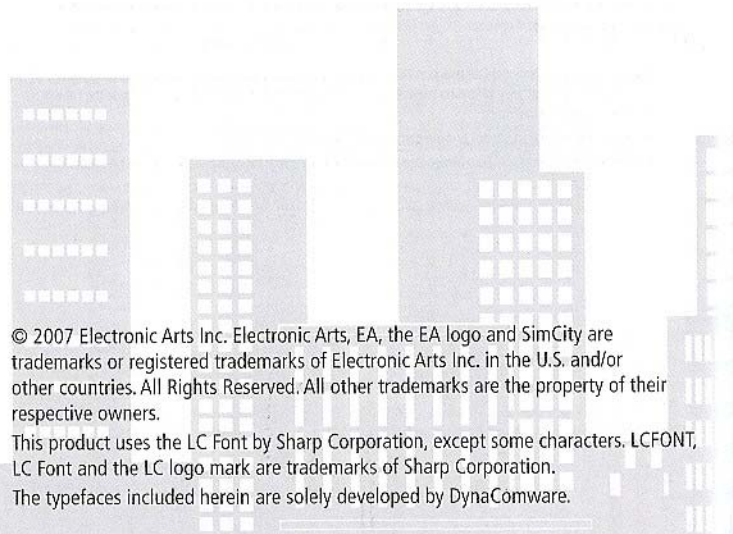 © 2007 Electronic Arts Inc. Electronic Arts, EA, the EA logo and SimCity are
trademarks or registered trademarks of Electronic Arts Inc. in the U.S. and/or
other countries. All Rights Reserved. All other trademarks are the property of their
respective owners.
This product uses the LC Font by Sharp Corporation, except some characters. LCFONT,
LC Font and the LC logo mark are trademarks of Sharp Corporation.
The typefaces included herein are solely developed by DynaComware.